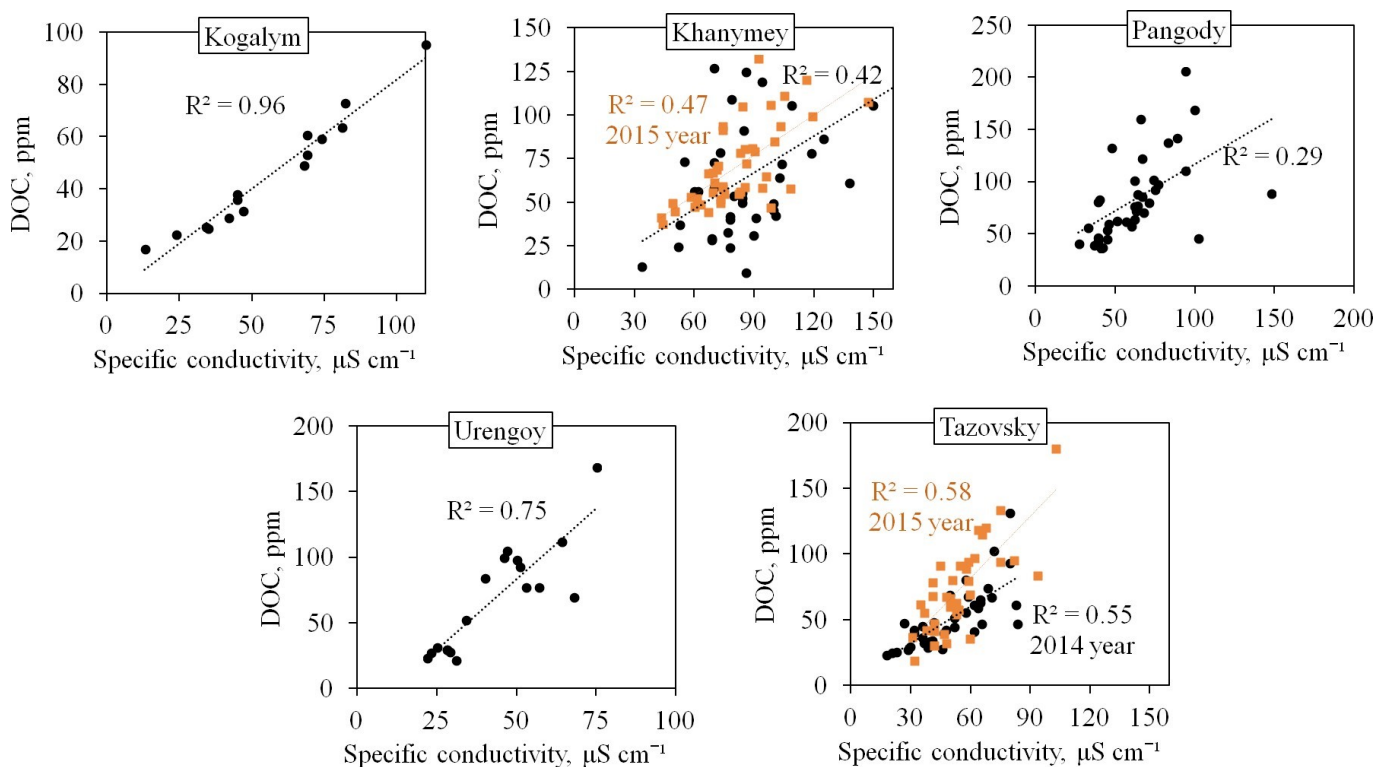 Kogalym
100
80
60
40
20
0
DOC, ppm
R² = 0.96
0 25 50 75 100
Specific conductivity, µS cm⁻¹
Khanymey
150
125
100
75
50
25
0
DOC, ppm
R² = 0.42
R² = 0.47
2015 year
0 30 60 90 120 150
Specific conductivity, µS cm⁻¹
Pangody
250
200
150
100
50
0
DOC, ppm
R² = 0.29
0 50 100 150 200
Specific conductivity, µS cm⁻¹
Urengoy
200
150
100
50
0
DOC, ppm
R² = 0.75
0 25 50 75 100
Specific conductivity, µS cm⁻¹
Tazovsky
200
150
100
50
0
DOC, ppm
R² = 0.58
2015 year
R² = 0.55
2014 year
0 30 60 90 120 150
Specific conductivity, µS cm⁻¹